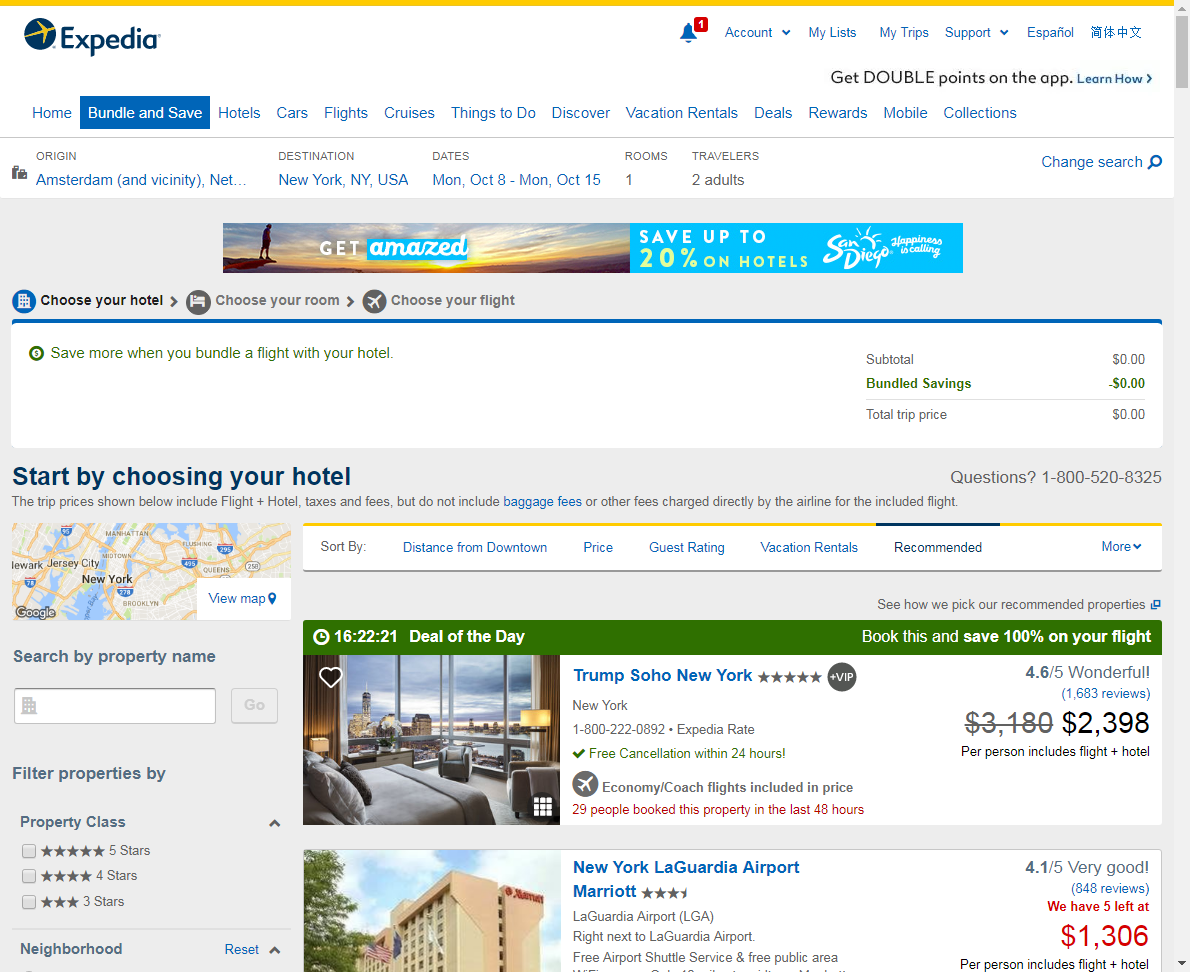 Expedia
1
Account
My Lists
My Trips
Support
Español
简体中文
Get DOUBLE points on the app. Learn How
Home
Bundle and Save
Hotels
Cars
Flights
Cruises
Things to Do
Discover
Vacation Rentals
Deals
Rewards
Mobile
Collections
ORIGIN
Amsterdam (and vicinity), Net...
DESTINATION
New York, NY, USA
DATES
Mon, Oct 8 - Mon, Oct 15
ROOMS
1
TRAVELERS
2 adults
Change search
GET amazed
SAVE UP TO
20% ON HOTELS
San Diego
Happiness is calling
Choose your hotel
Choose your room
Choose your flight
Save more when you bundle a flight with your hotel.
Subtotal $0.00
Bundled Savings -$0.00
Total trip price $0.00
Start by choosing your hotel
Questions? 1-800-520-8325
The trip prices shown below include Flight + Hotel, taxes and fees, but do not include baggage fees or other fees charged directly by the airline for the included flight.
MANHATTAN
95
FLUSHING
295
MIDTOWN
lewark
Jersey City
495
QUEENS
258
78
New York
278
BROOKLYN
Google
View map
Sort By:
Distance from Downtown
Price
Guest Rating
Vacation Rentals
Recommended
More
See how we pick our recommended properties
Search by property name
Go
Filter properties by
Property Class
5 Stars
4 Stars
3 Stars
Neighborhood
Reset
16:22:21 Deal of the Day
Book this and save 100% on your flight
Trump Soho New York
+VIP
New York
1-800-222-0892 • Expedia Rate
Free Cancellation within 24 hours!
Economy/Coach flights included in price
29 people booked this property in the last 48 hours
4.6/5 Wonderful!
(1,683 reviews)
$3,180 $2,398
Per person includes flight + hotel
Marriott
New York LaGuardia Airport
Marriott
LaGuardia Airport (LGA)
Right next to LaGuardia Airport.
Free Airport Shuttle Service & free public area
4.1/5 Very good!
(848 reviews)
We have 5 left at
$1,306
Per person includes flight + hotel